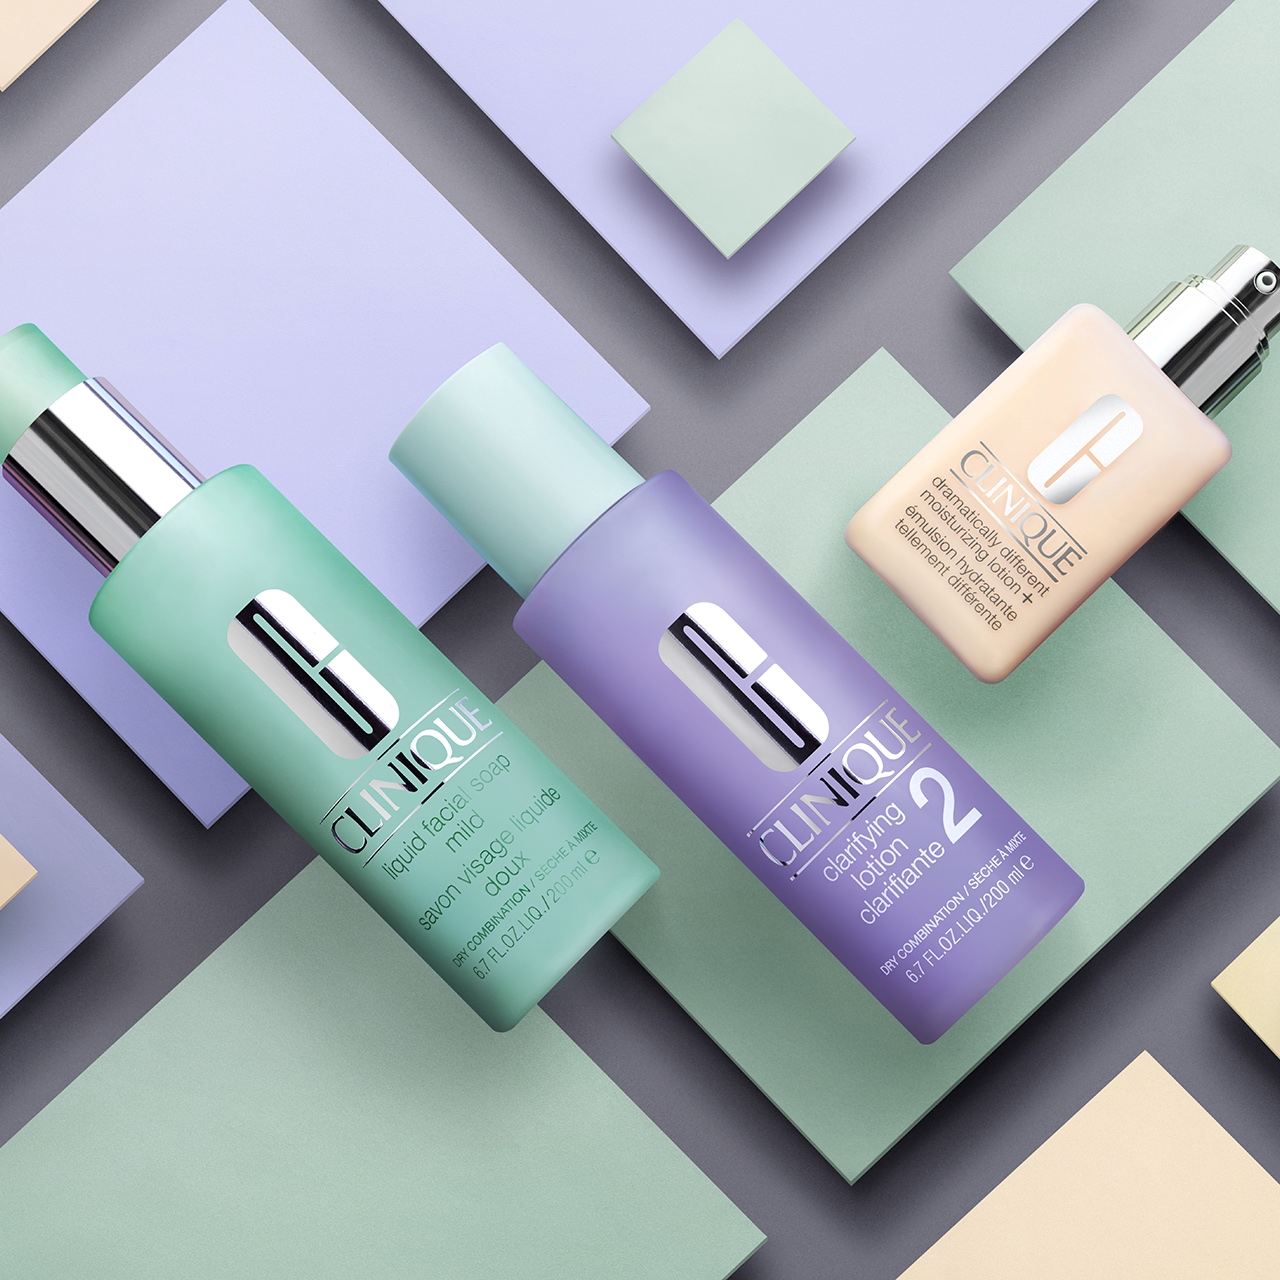 CLINIQUE
liquid facial soap
mild
savon visage liquide
doux
DRY COMBINATION / SÈCHE À MIXTE
6.7 FL.OZ.LIQ./200 ml e
CLINIQUE
clarifying
lotion
clarifiante
2
DRY COMBINATION / SÈCHE À MIXTE
6.7 FL.OZ.LIQ./200 ml e
CLINIQUE
dramatically different
moisturizing lotion +
émulsion hydratante
tellement différente